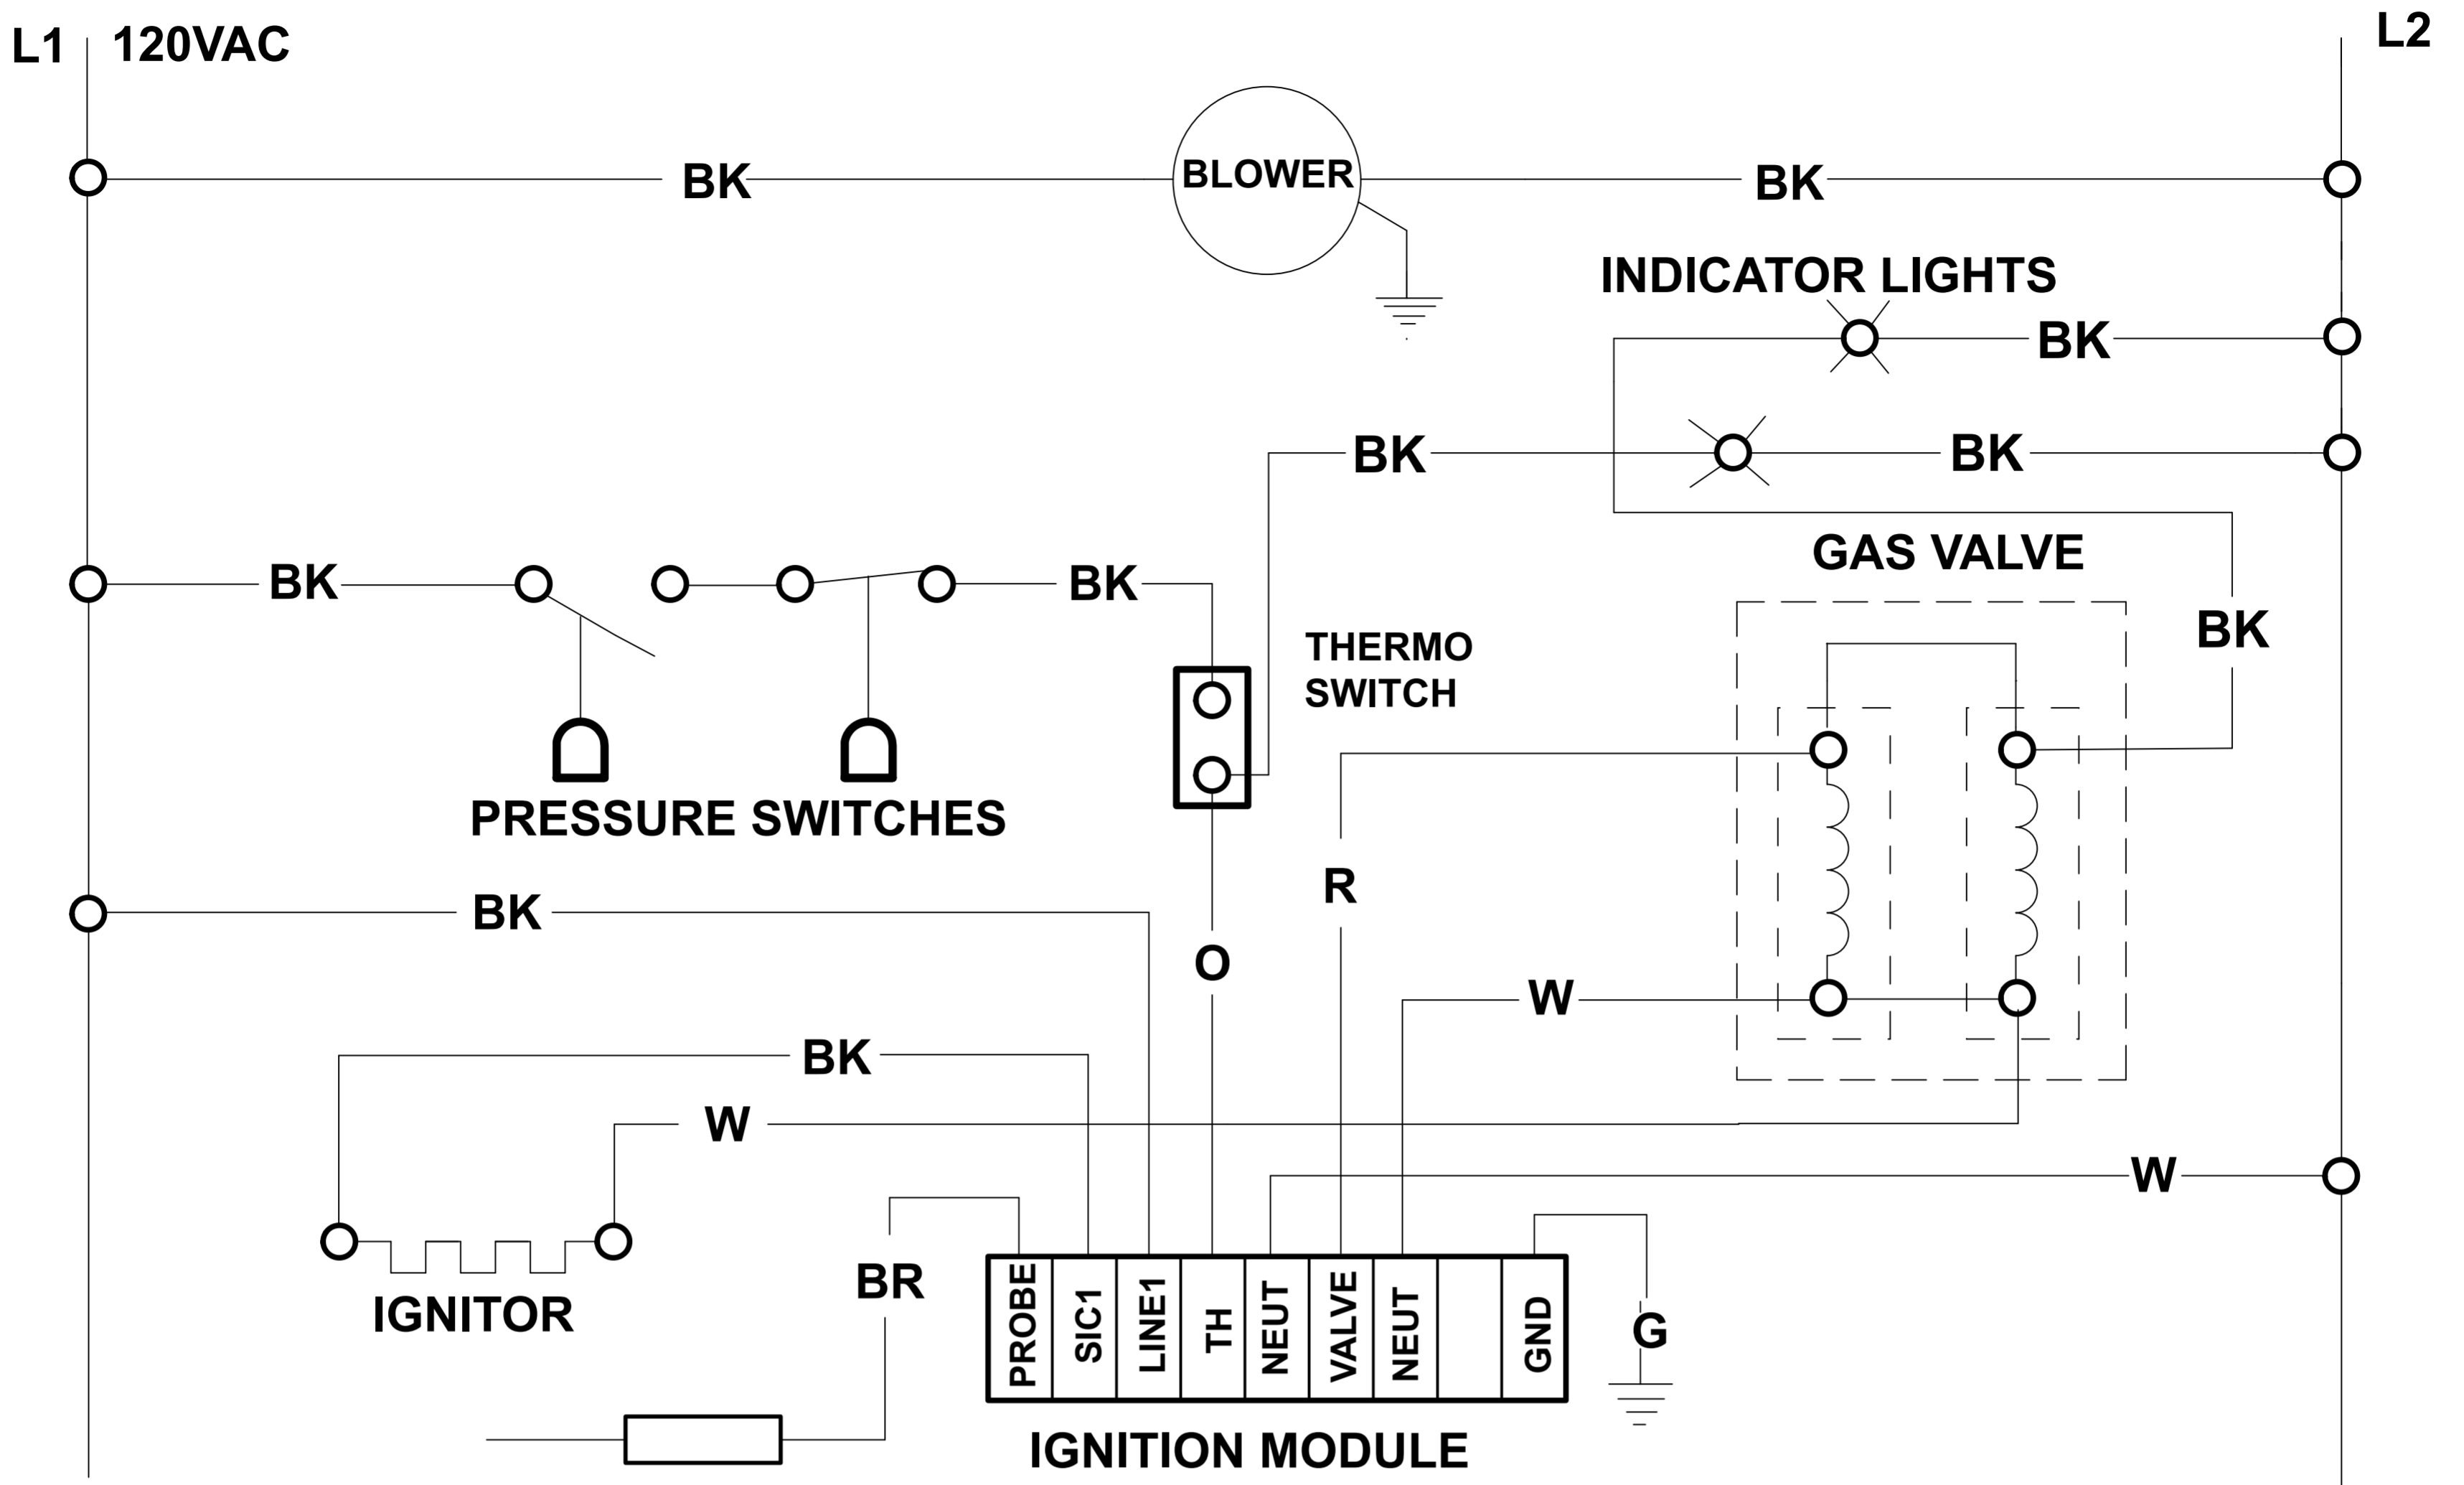 L1
120VAC
L2
BK
BLOWER
BK
INDICATOR LIGHTS
BK
BK
BK
BK
BK
GAS VALVE
BK
THERMO
SWITCH
PRESSURE SWITCHES
R
BK
O
W
BK
W
W
BR
IGNITOR
PROBE
SIC1
LINE1
TH
NEUT
VALVE
NEUT
GND
G
IGNITION MODULE